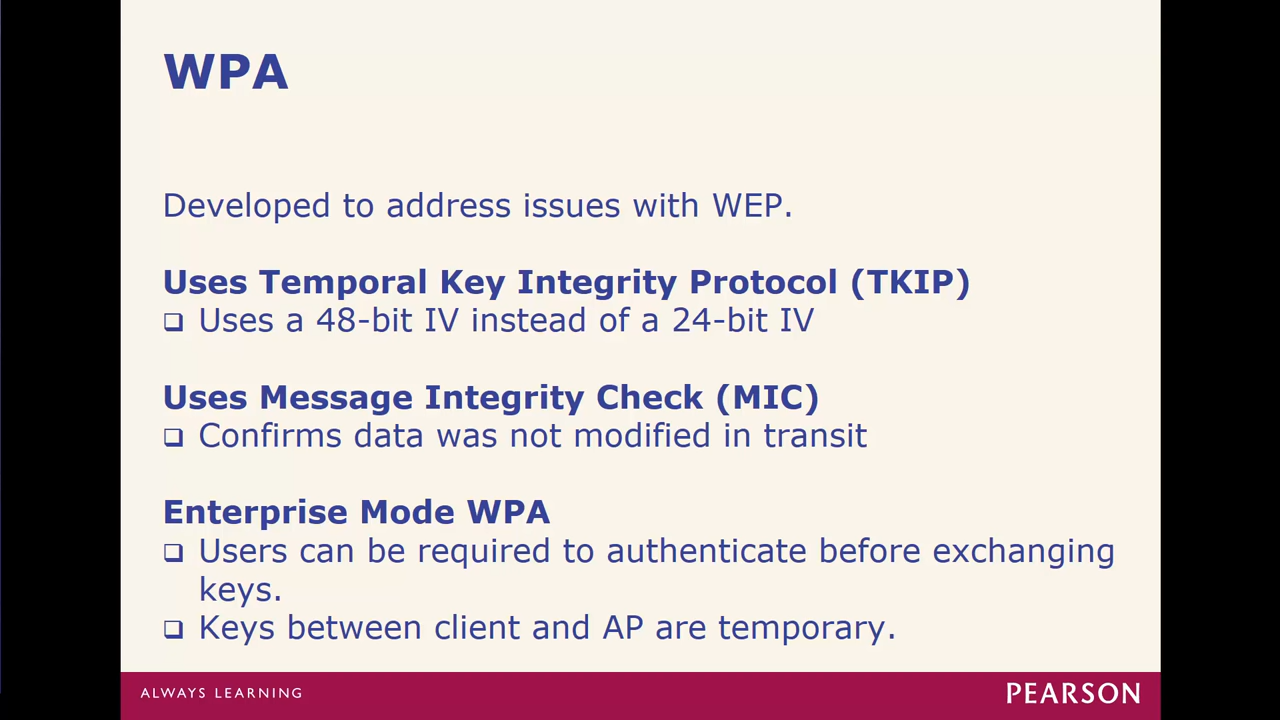 WPA
Developed to address issues with WEP.
Uses Temporal Key Integrity Protocol (TKIP)
❑ Uses a 48-bit IV instead of a 24-bit IV
Uses Message Integrity Check (MIC)
❑ Confirms data was not modified in transit
Enterprise Mode WPA
❑ Users can be required to authenticate before exchanging
keys.
❑ Keys between client and AP are temporary.
ALWAYS LEARNING
PEARSON